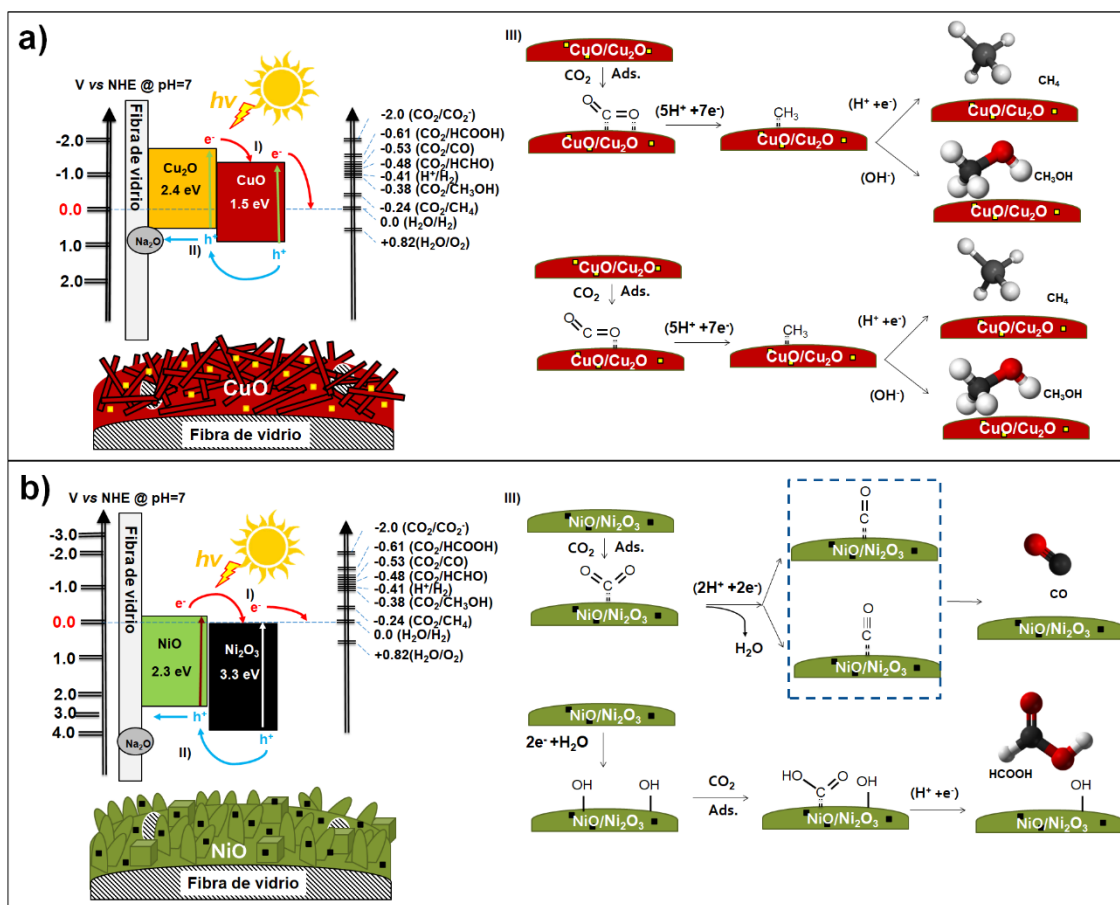 a)
V vs NHE @ pH=7
Fibra de vidrio
hv
-2.0
-1.0
0.0
1.0
2.0
e-
I)
e-
Cu2O
2.4 eV
CuO
1.5 eV
Na2O
h+
II)
h+
-2.0 (CO2/CO2-)
-0.61 (CO2/HCOOH)
-0.53 (CO2/CO)
-0.48 (CO2/HCHO)
-0.41 (H+/H2)
-0.38 (CO2/CH3OH)
-0.24 (CO2/CH4)
0.0 (H2O/H2)
+0.82(H2O/O2)
CuO
Fibra de vidrio
III)
CuO/Cu2O
CO2 Ads.
O C O
CuO/Cu2O
(5H+ +7e-)
CH3
CuO/Cu2O
(H+ +e-)
CH4
CuO/Cu2O
(OH-)
CH3OH
CuO/Cu2O
CuO/Cu2O
CO2 Ads.
O C O
CuO/Cu2O
(5H+ +7e-)
CH3
CuO/Cu2O
(H+ +e-)
CH4
CuO/Cu2O
(OH-)
CH3OH
CuO/Cu2O
b)
V vs NHE @ pH=7
Fibra de vidrio
hv
-3.0
-2.0
-1.0
0.0
1.0
2.0
3.0
4.0
e-
I)
e-
NiO
2.3 eV
Ni2O3
3.3 eV
h+
Na2O
II)
h+
-2.0 (CO2/CO2-)
-0.61 (CO2/HCOOH)
-0.53 (CO2/CO)
-0.48 (CO2/HCHO)
-0.41 (H+/H2)
-0.38 (CO2/CH3OH)
-0.24 (CO2/CH4)
0.0 (H2O/H2)
+0.82(H2O/O2)
NiO
Fibra de vidrio
III)
NiO/Ni2O3
CO2 Ads.
O C O
NiO/Ni2O3
(2H+ +2e-)
H2O
O
C
NiO/Ni2O3
O
C
NiO/Ni2O3
CO
NiO/Ni2O3
NiO/Ni2O3
2e- +H2O
OH OH
NiO/Ni2O3
CO2
Ads.
HO C O OH
NiO/Ni2O3
(H+ +e-)
HCOOH
OH
NiO/Ni2O3